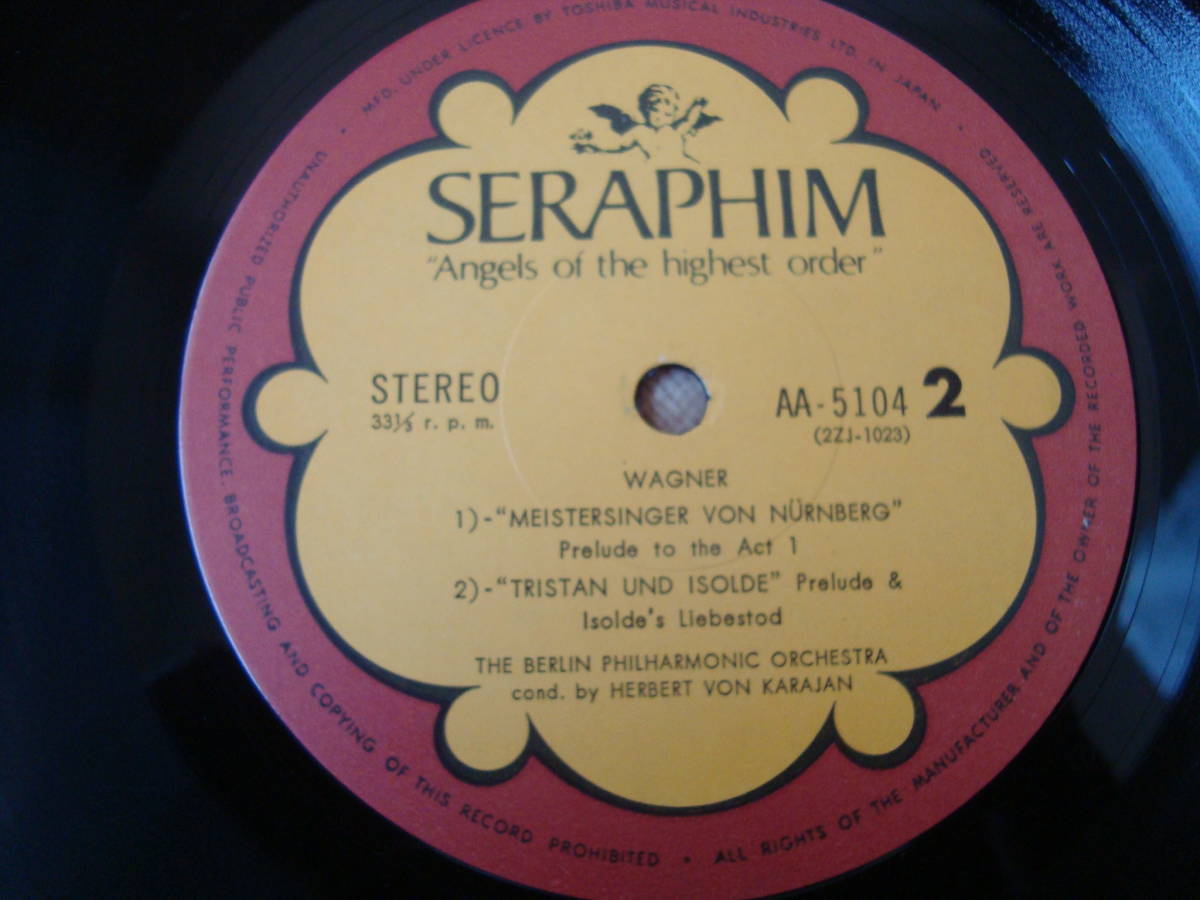 MFD. UNDER LICENCE BY TOSHIBA MUSICAL INDUSTRIES LTD. IN JAPAN
SERAPHIM
"Angels of the highest order"
STEREO
33⅓ r. p. m.
AA-5104 2
(2ZJ-1023)
WAGNER
1)-"MEISTERSINGER VON NÜRNBERG"
Prelude to the Act 1
2)-"TRISTAN UND ISOLDE" Prelude &
Isolde's Liebestod
THE BERLIN PHILHARMONIC ORCHESTRA
cond. by HERBERT VON KARAJAN
UNAUTHORIZED PUBLIC PERFORMANCE. BROADCASTING AND COPYING OF THIS RECORD PROHIBITED • ALL RIGHTS OF THE MANUFACTURER AND OF THE OWNER OF THE RECORDED WORK ARE RESERVED